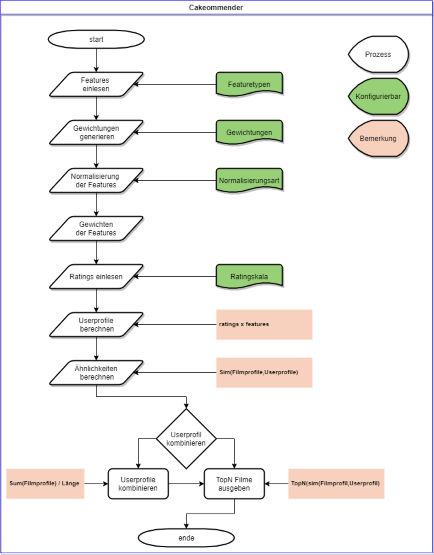 Cakeommender
start
Prozess
Features
einlesen
Featuretypen
Konfigurierbar
Gewichtungen
generieren
Gewichtungen
Bemerkung
Normalisierung
der Features
Normalisierungsart
Gewichten
der Features
Ratings einlesen
Ratingskala
Userprofile
berechnen
ratings x features
Ähnlichkeiten
berechnen
Sim(Filmprofile,Userprofile)
Userprofil
kombinieren
Sum(Filmprofile) / Länge
Userprofile
kombinieren
TopN Filme
ausgeben
TopN(sim(Filmprofil,Userprofil)
ende